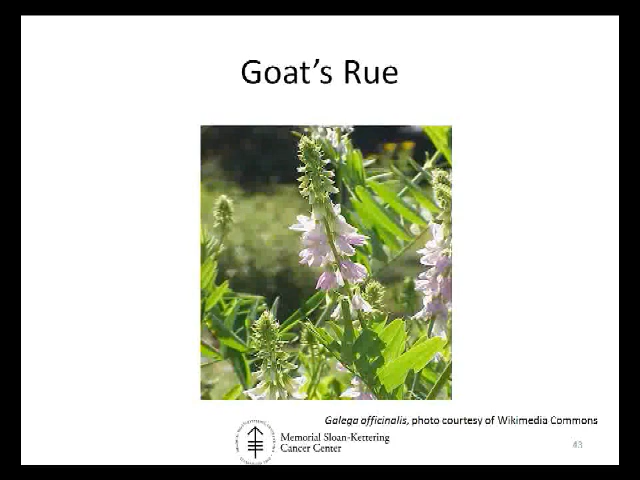 Goat’s Rue
Galega officinalis, photo courtesy of Wikimedia Commons
Memorial Sloan-Kettering
Cancer Center
43